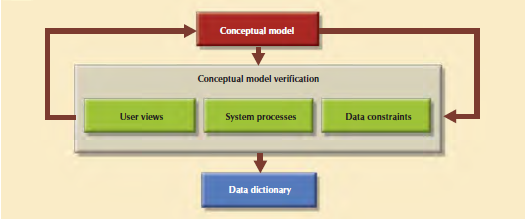 Conceptual model
Conceptual model verification
User views
System processes
Data constraints
Data dictionary